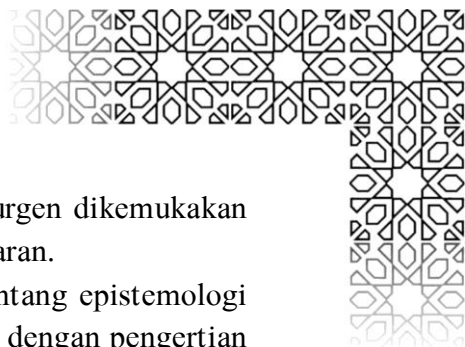 urgen dikemukakan
aran.
ntang epistemologi
dengan pengertian